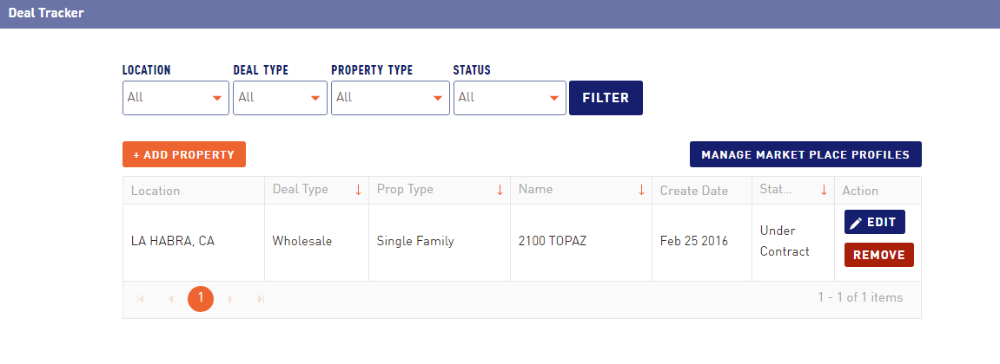 Deal Tracker
LOCATION DEAL TYPE PROPERTY TYPE STATUS
All All All All FILTER
+ ADD PROPERTY MANAGE MARKET PLACE PROFILES
Location Deal Type Prop Type Name Create Date Stat... Action
LA HABRA, CA Wholesale Single Family 2100 TOPAZ Feb 25 2016 Under Contract EDIT
REMOVE
1 1 - 1 of 1 items